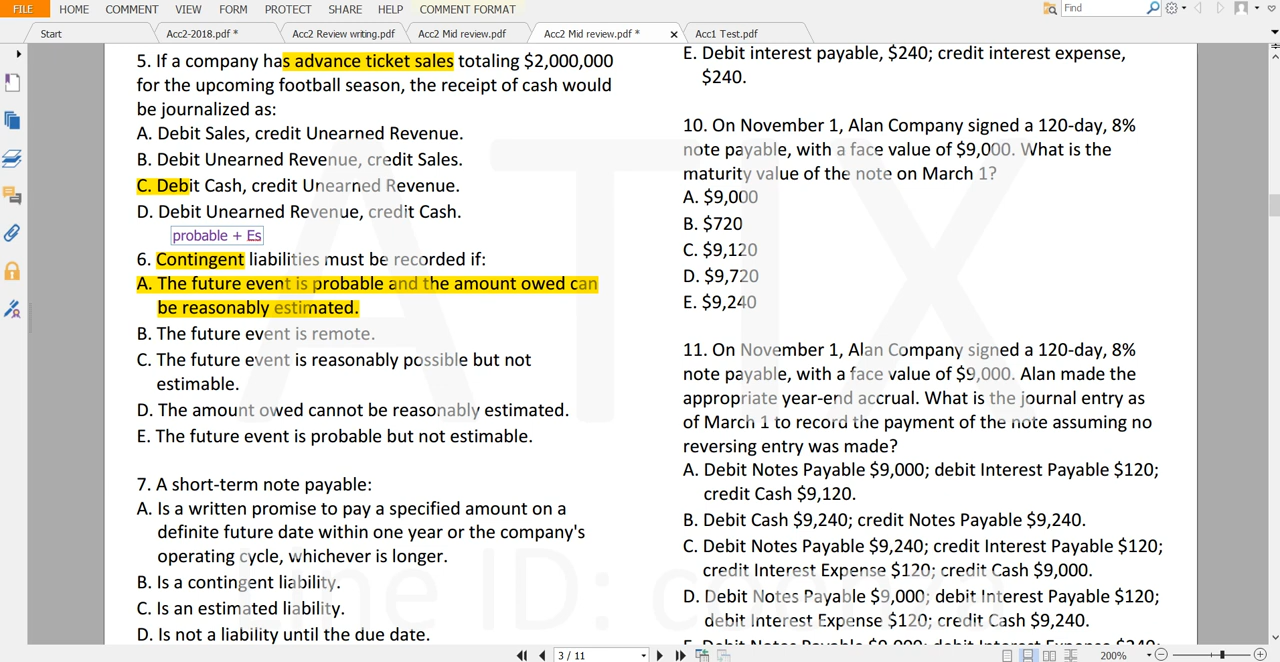 FILE HOME COMMENT VIEW FORM PROTECT SHARE HELP COMMENT FORMAT Find
Start Acc2-2018.pdf * Acc2 Review writing.pdf Acc2 Mid review.pdf Acc2 Mid review.pdf * Acc1 Test.pdf
5. If a company has advance ticket sales totaling $2,000,000
for the upcoming football season, the receipt of cash would
be journalized as:
A. Debit Sales, credit Unearned Revenue.
B. Debit Unearned Revenue, credit Sales.
C. Debit Cash, credit Unearned Revenue.
D. Debit Unearned Revenue, credit Cash.
probable + Es
6. Contingent liabilities must be recorded if:
A. The future event is probable and the amount owed can
be reasonably estimated.
B. The future event is remote.
C. The future event is reasonably possible but not
estimable.
D. The amount owed cannot be reasonably estimated.
E. The future event is probable but not estimable.
7. A short-term note payable:
A. Is a written promise to pay a specified amount on a
definite future date within one year or the company's
operating cycle, whichever is longer.
B. Is a contingent liability.
C. Is an estimated liability.
D. Is not a liability until the due date.
E. Debit interest payable, $240; credit interest expense,
$240.
10. On November 1, Alan Company signed a 120-day, 8%
note payable, with a face value of $9,000. What is the
maturity value of the note on March 1?
A. $9,000
B. $720
C. $9,120
D. $9,720
E. $9,240
11. On November 1, Alan Company signed a 120-day, 8%
note payable, with a face value of $9,000. Alan made the
appropriate year-end accrual. What is the journal entry as
of March 1 to record the payment of the note assuming no
reversing entry was made?
A. Debit Notes Payable $9,000; debit Interest Payable $120;
credit Cash $9,120.
B. Debit Cash $9,240; credit Notes Payable $9,240.
C. Debit Notes Payable $9,240; credit Interest Payable $120;
credit Interest Expense $120; credit Cash $9,000.
D. Debit Notes Payable $9,000; debit Interest Payable $120;
debit Interest Expense $120; credit Cash $9,240.
E. Debit Notes Payable $9,000; debit Interest Expense $240;
ATIX
Line ID:
3 / 11 200%